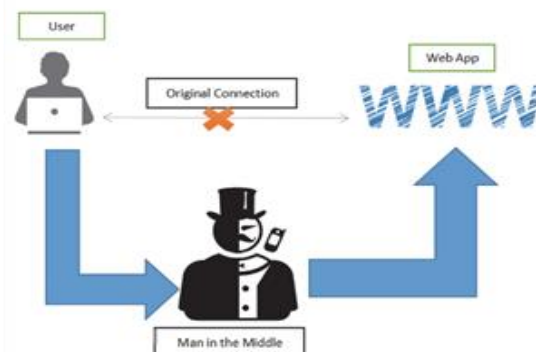 User
Web App
Original Connection
WWW
Man in the Middle